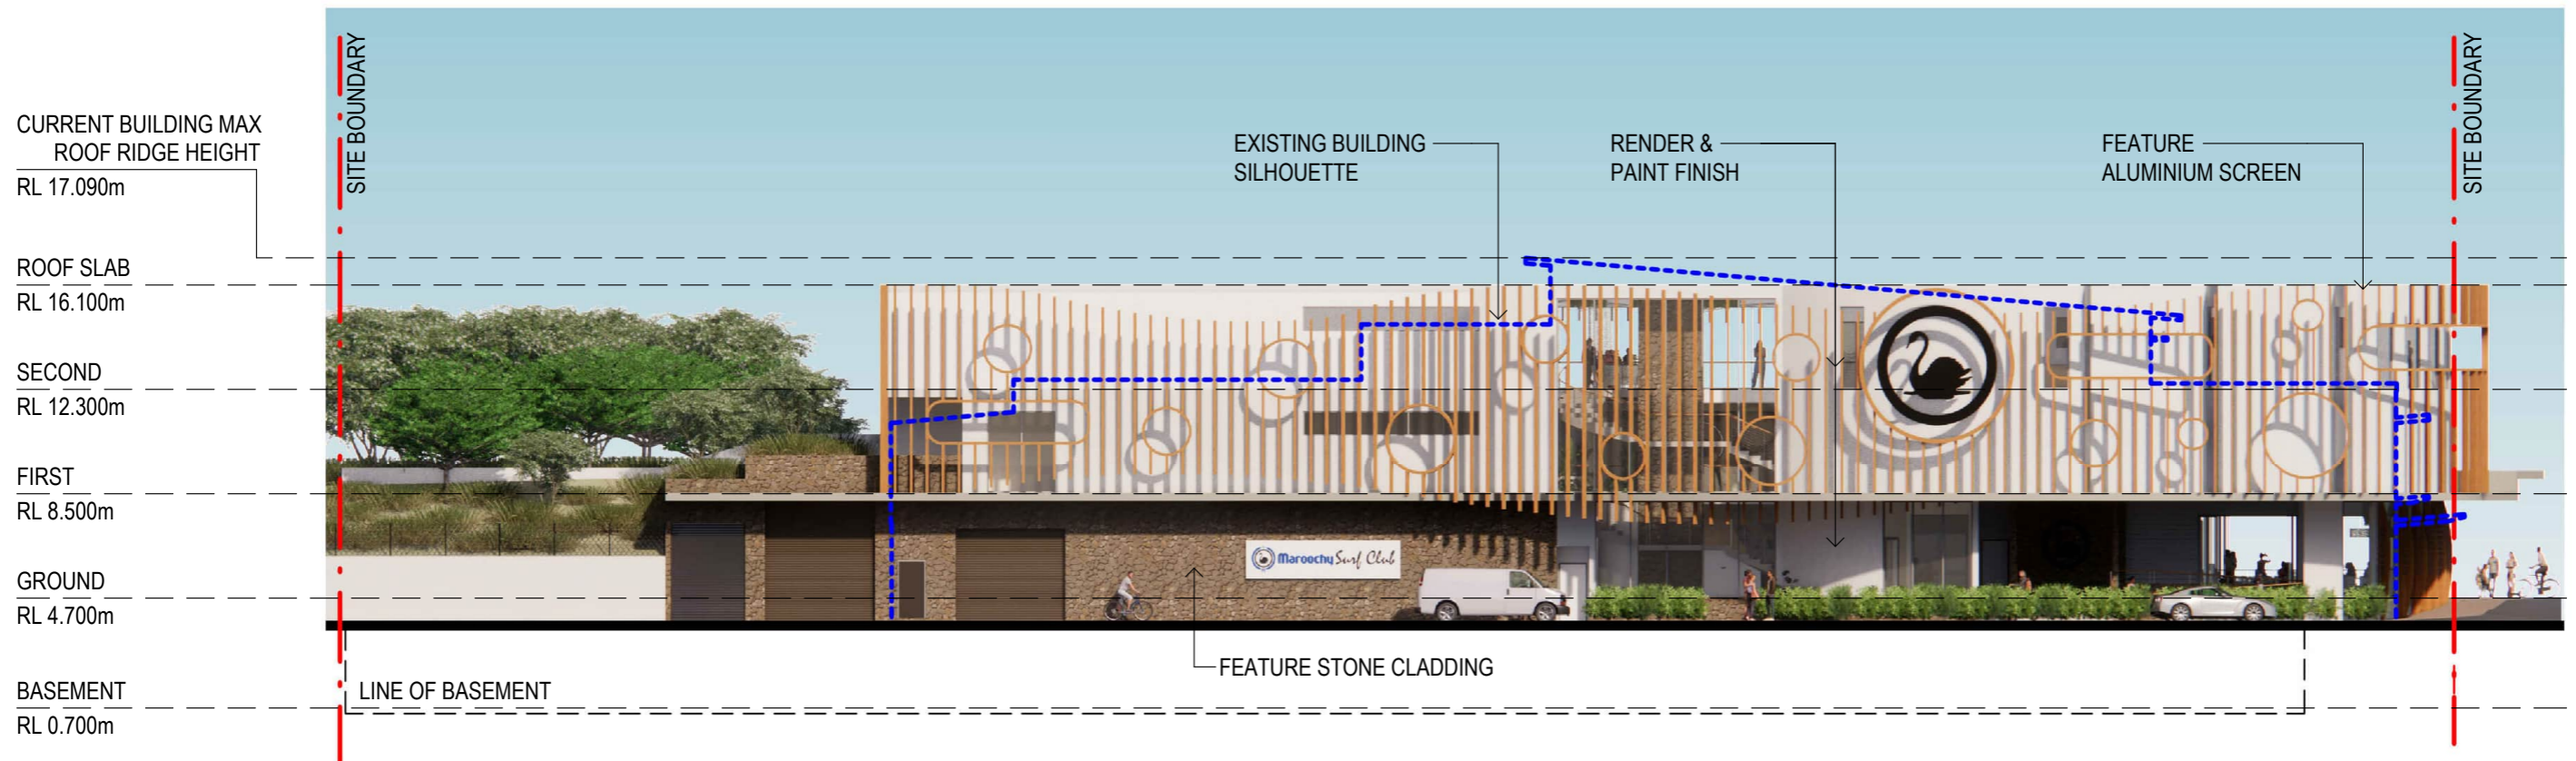 SITE BOUNDARY
SITE BOUNDARY
CURRENT BUILDING MAX
ROOF RIDGE HEIGHT
RL 17.090m
EXISTING BUILDING
SILHOUETTE
RENDER &
PAINT FINISH
FEATURE
ALUMINIUM SCREEN
ROOF SLAB
RL 16.100m
SECOND
RL 12.300m
FIRST
RL 8.500m
Maroochy Surf Club
GROUND
RL 4.700m
FEATURE STONE CLADDING
BASEMENT
RL 0.700m
LINE OF BASEMENT